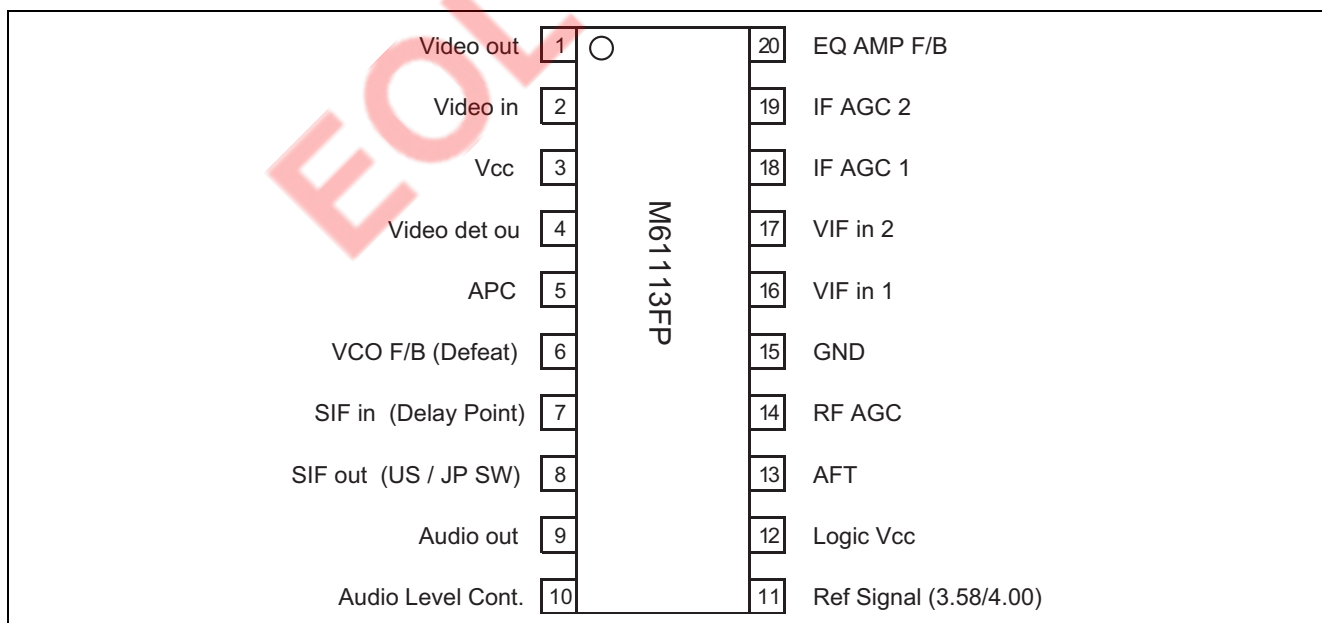 EOL
Video out 1 20 EQ AMP F/B
Video in 2 19 IF AGC 2
Vcc 3 18 IF AGC 1
Video det ou 4 17 VIF in 2
APC 5 16 VIF in 1
VCO F/B (Defeat) 6 15 GND
SIF in (Delay Point) 7 14 RF AGC
SIF out (US / JP SW) 8 13 AFT
Audio out 9 12 Logic Vcc
Audio Level Cont. 10 11 Ref Signal (3.58/4.00)
M61113FP